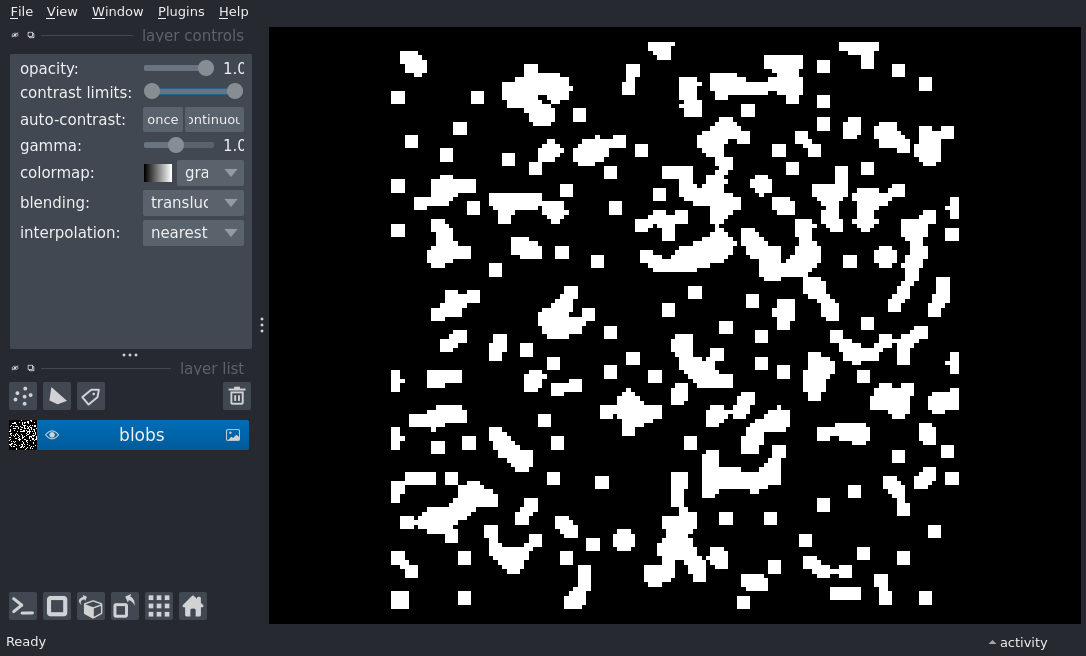 File View Window Plugins Help
layer controls
opacity: 1.0
contrast limits:
auto-contrast: once ontinuou
gamma: 1.0
colormap: gra
blending: transluc
interpolation: nearest
layer list
blobs
Ready
activity